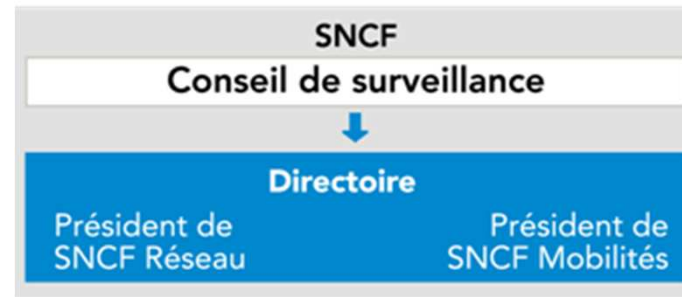 SNCF
Conseil de surveillance
Directoire
Président de
SNCF Réseau
Président de
SNCF Mobilités